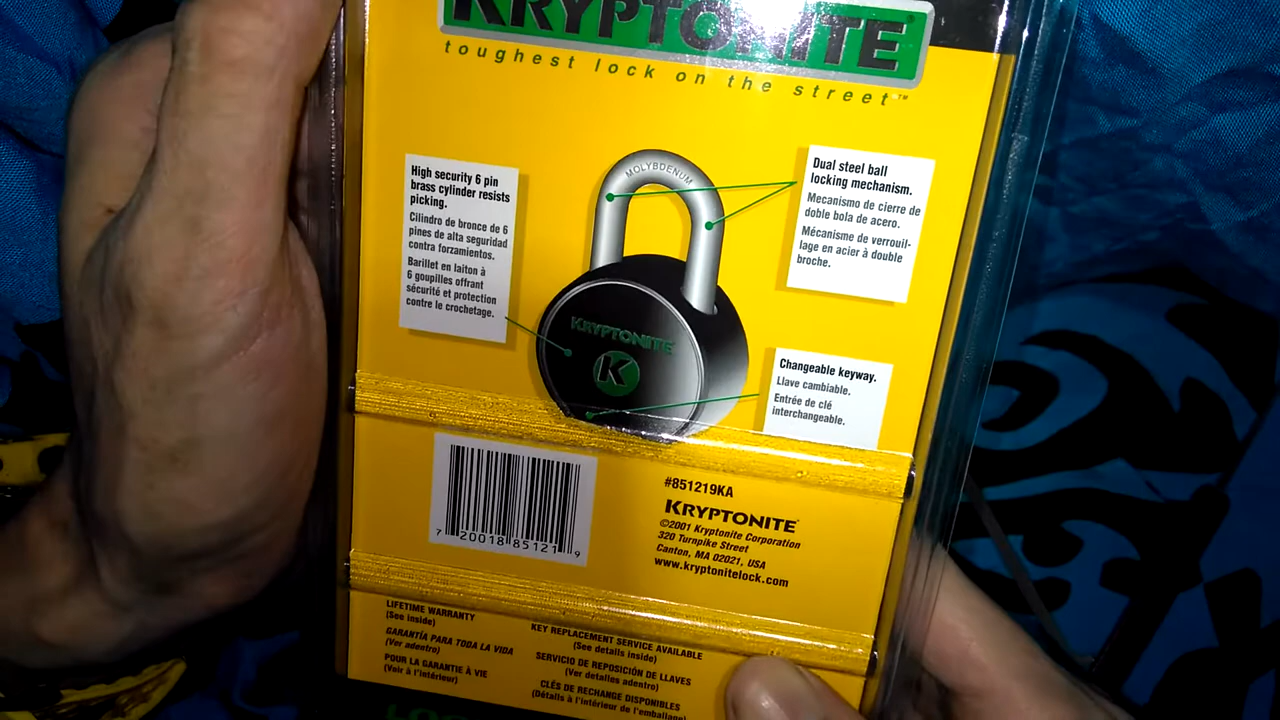 KRYPTONITE®
toughest lock on the street™
High security 6 pin
brass cylinder resists
picking.
Cilindro de bronce de 6
pines de alta seguridad
contra forzamientos.
Barillet en laiton à
6 goupilles offrant
sécurité et protection
contre le crochetage.
MOLYBDENUM
Dual steel ball
locking mechanism.
Mecanismo de cierre de
doble bola de acero.
Mécanisme de verrouil-
lage en acier à double
broche.
KRYPTONITE
K
Changeable keyway.
Llave cambiable.
Entrée de clé
interchangeable.
7 20018 85121 9
#851219KA
KRYPTONITE®
©2001 Kryptonite Corporation
320 Turnpike Street
Canton, MA 02021, USA
www.kryptonitelock.com
LIFETIME WARRANTY
(See inside)
GARANTÍA PARA TODA LA VIDA
(Ver adentro)
POUR LA GARANTIE À VIE
(Voir à l'intérieur)
KEY REPLACEMENT SERVICE AVAILABLE
(See details inside)
SERVICIO DE REPOSICIÓN DE LLAVES
(Ver detalles adentro)
CLÉS DE RECHANGE DISPONIBLES
(Détails à l'intérieur de l'emballage)